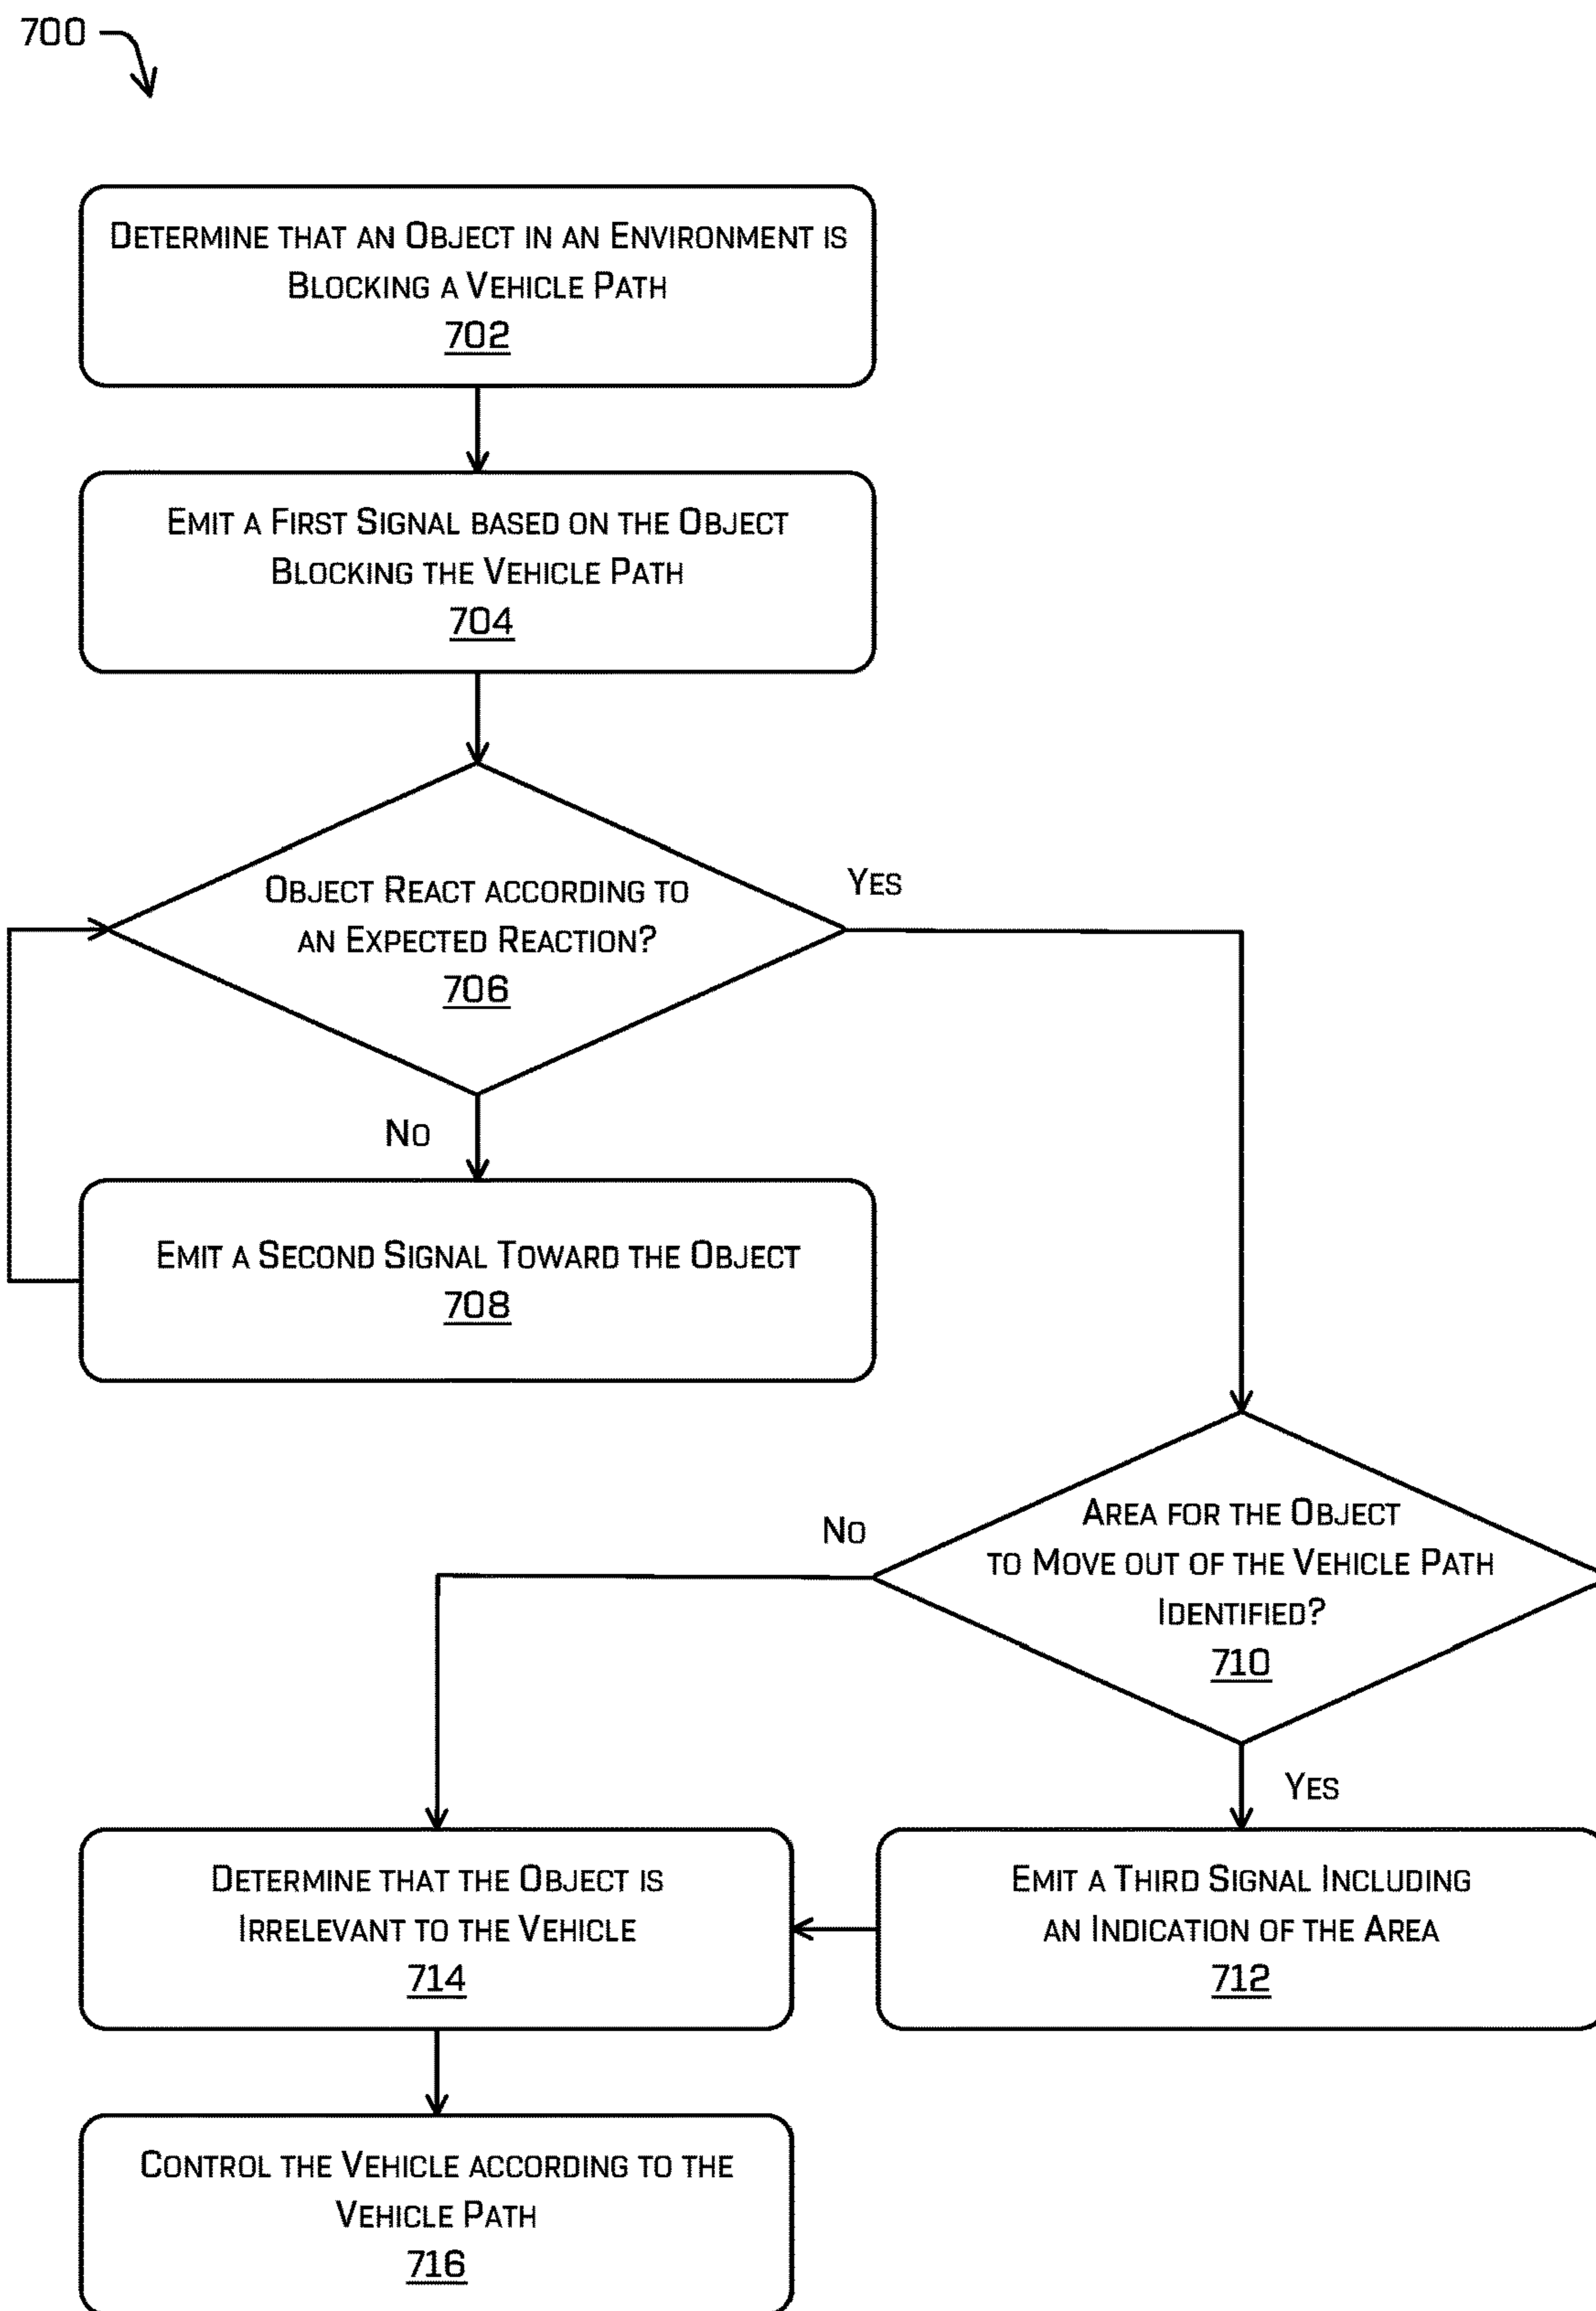 700
Determine that an Object in an Environment is
Blocking a Vehicle Path
702
Emit a First Signal based on the Object
Blocking the Vehicle Path
704
Object React according to
an Expected Reaction?
706
Yes
No
Emit a Second Signal Toward the Object
708
Area for the Object
to Move out of the Vehicle Path
Identified?
710
No
Yes
Determine that the Object is
Irrelevant to the Vehicle
714
Emit a Third Signal Including
an Indication of the Area
712
Control the Vehicle according to the
Vehicle Path
716